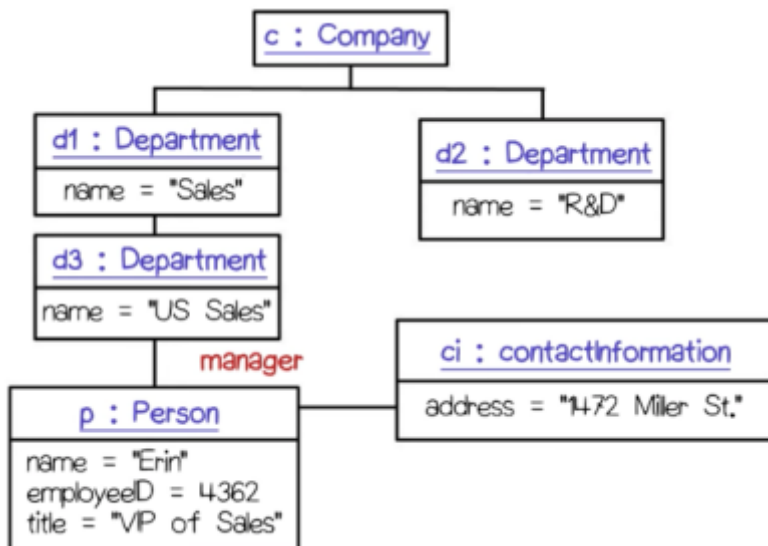 c : Company
d1 : Department
name = "Sales"
d2 : Department
name = "R&D"
d3 : Department
name = "US Sales"
manager
ci : contactInformation
address = "1472 Miller St."
p : Person
name = "Erin"
employeeID = 4362
title = "VIP of Sales"